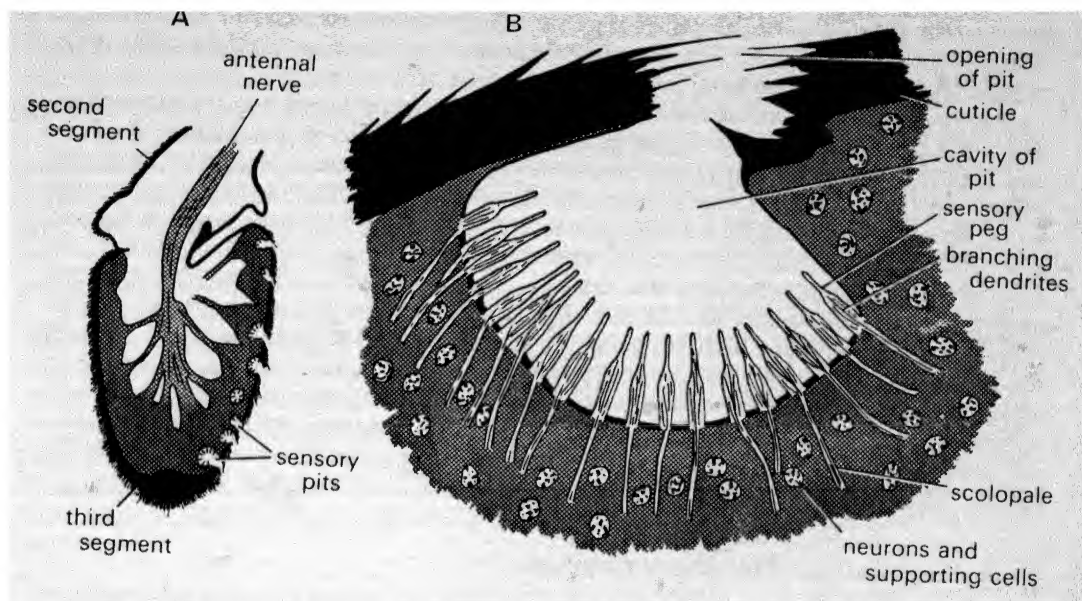 A
antennal
nerve
second
segment
sensory
pits
third
segment
B
opening
of pit
cuticle
cavity of
pit
sensory
peg
branching
dendrites
scolopale
neurons and
supporting cells